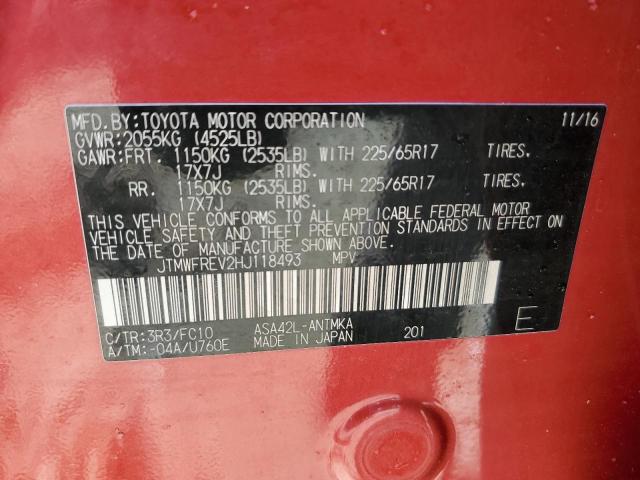 MFD.BY:TOYOTA MOTOR CORPORATION 11/16
GVWR:2055KG (4525LB)
GAWR:FRT. 1150KG (2535LB) WITH 225/65R17 TIRES.
17X7J RIMS.
RR. 1150KG (2535LB) WITH 225/65R17 TIRES.
17X7J RIMS.
THIS VEHICLE CONFORMS TO ALL APPLICABLE FEDERAL MOTOR
VEHICLE SAFETY AND THEFT PREVENTION STANDARDS IN EFFECT ON
THE DATE OF MANUFACTURE SHOWN ABOVE.
JTMWFREV2HJ118493 MPV
C/TR:3R3/FC10 ASA42L-ANTMKA 201 E
A/TM:-04A/U760E MADE IN JAPAN